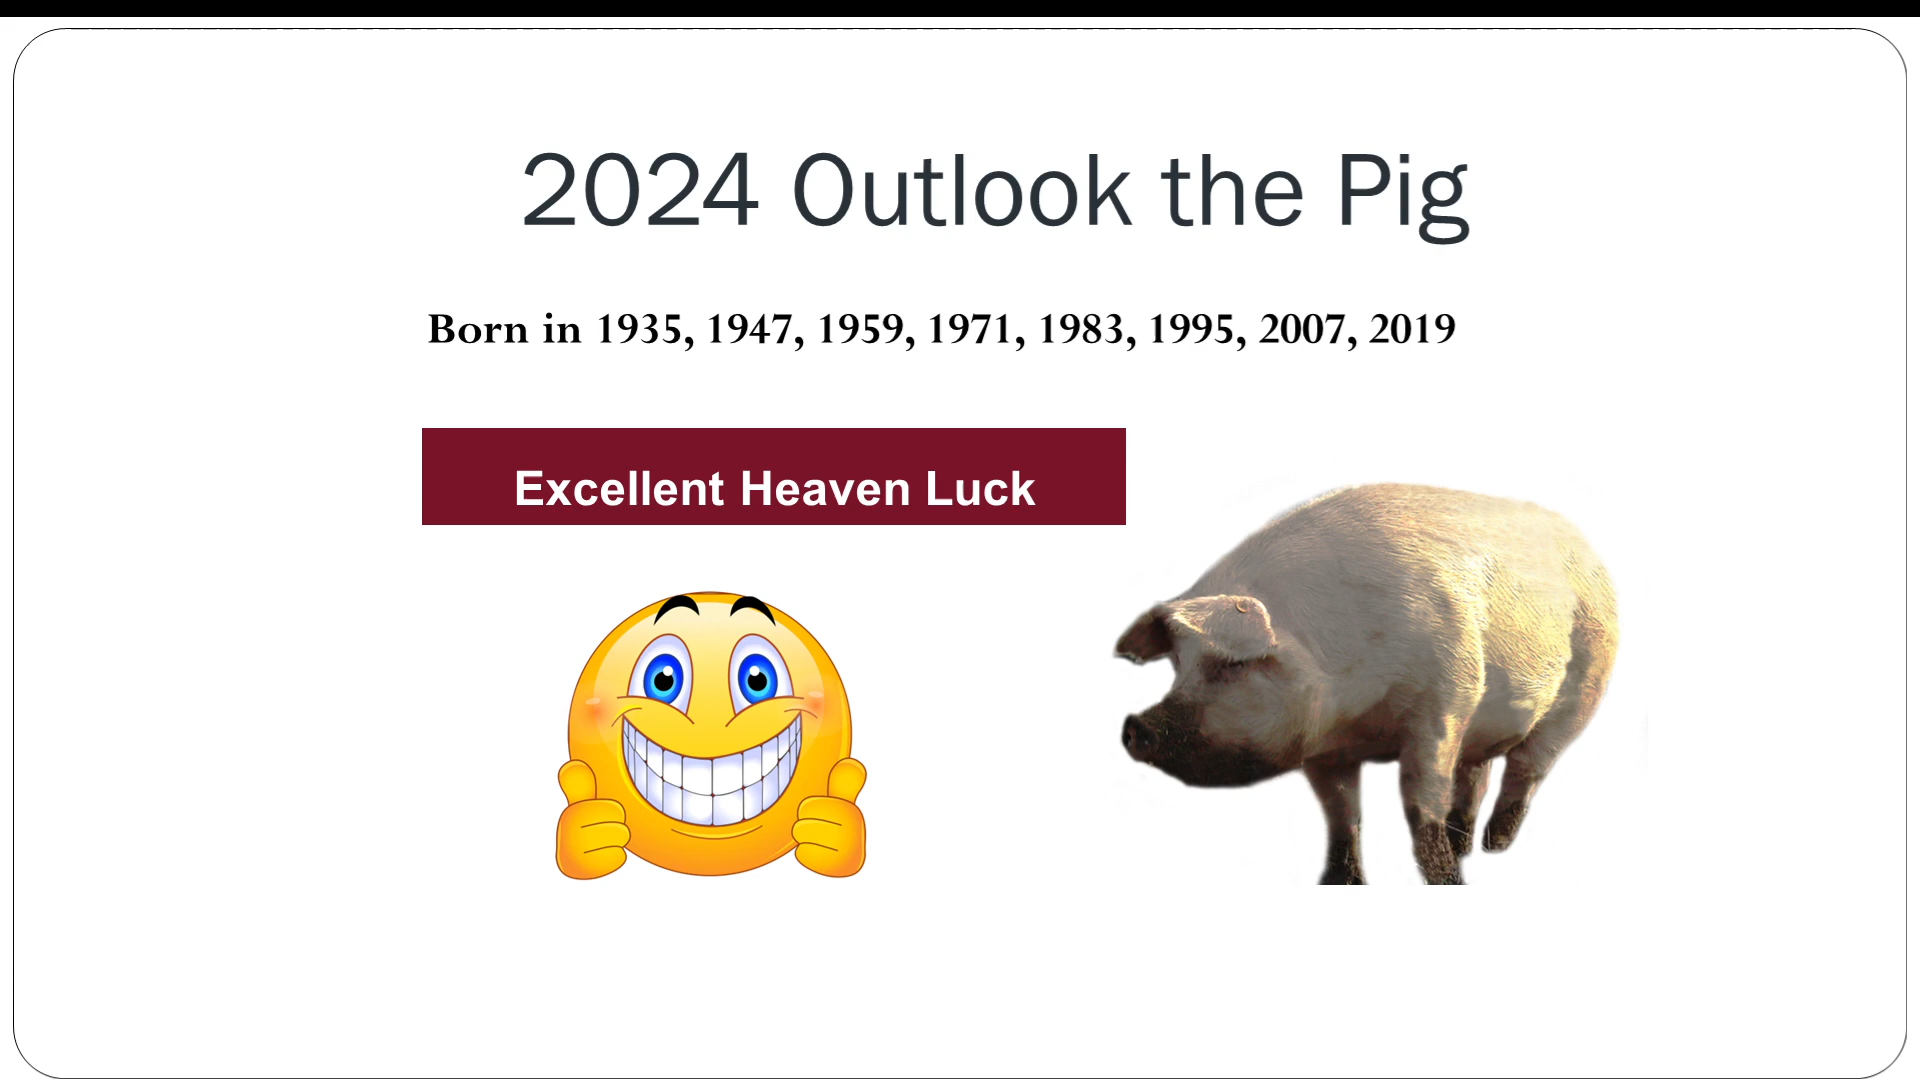 2024 Outlook the Pig
Born in 1935, 1947, 1959, 1971, 1983, 1995, 2007, 2019
Excellent Heaven Luck